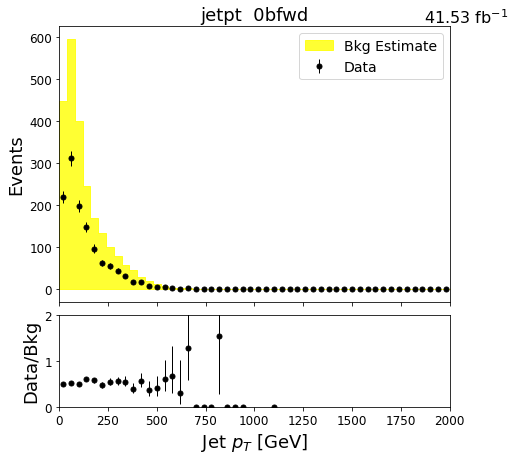 jetpt 0bfwd
41.53 fb⁻¹
Bkg Estimate
Data
Events
600
500
400
300
200
100
0
Data/Bkg
2
1
0
0 250 500 750 1000 1250 1500 1750 2000
Jet p_T [GeV]